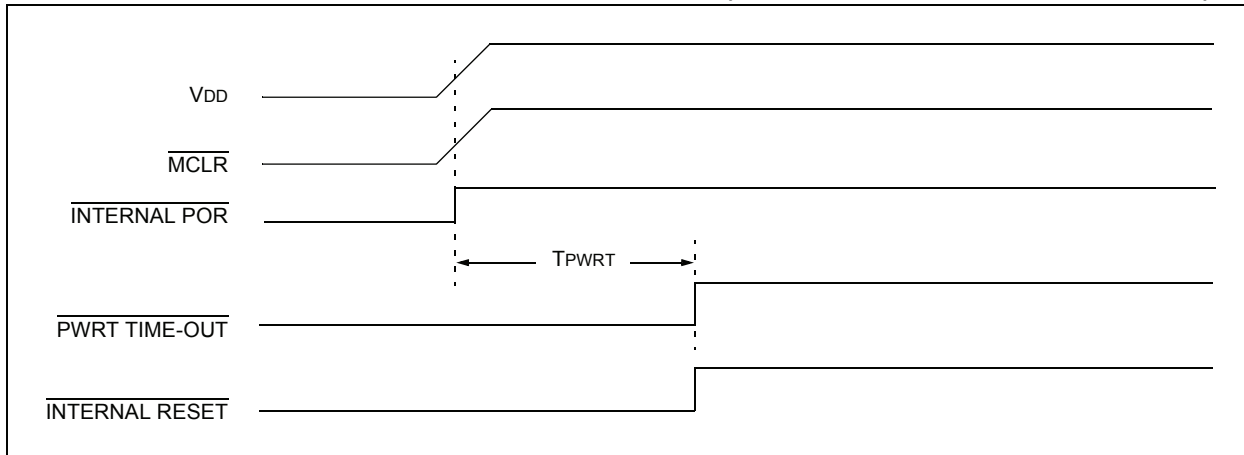 VDD
MCLR
INTERNAL POR
TPWRT
PWRT TIME-OUT
INTERNAL RESET